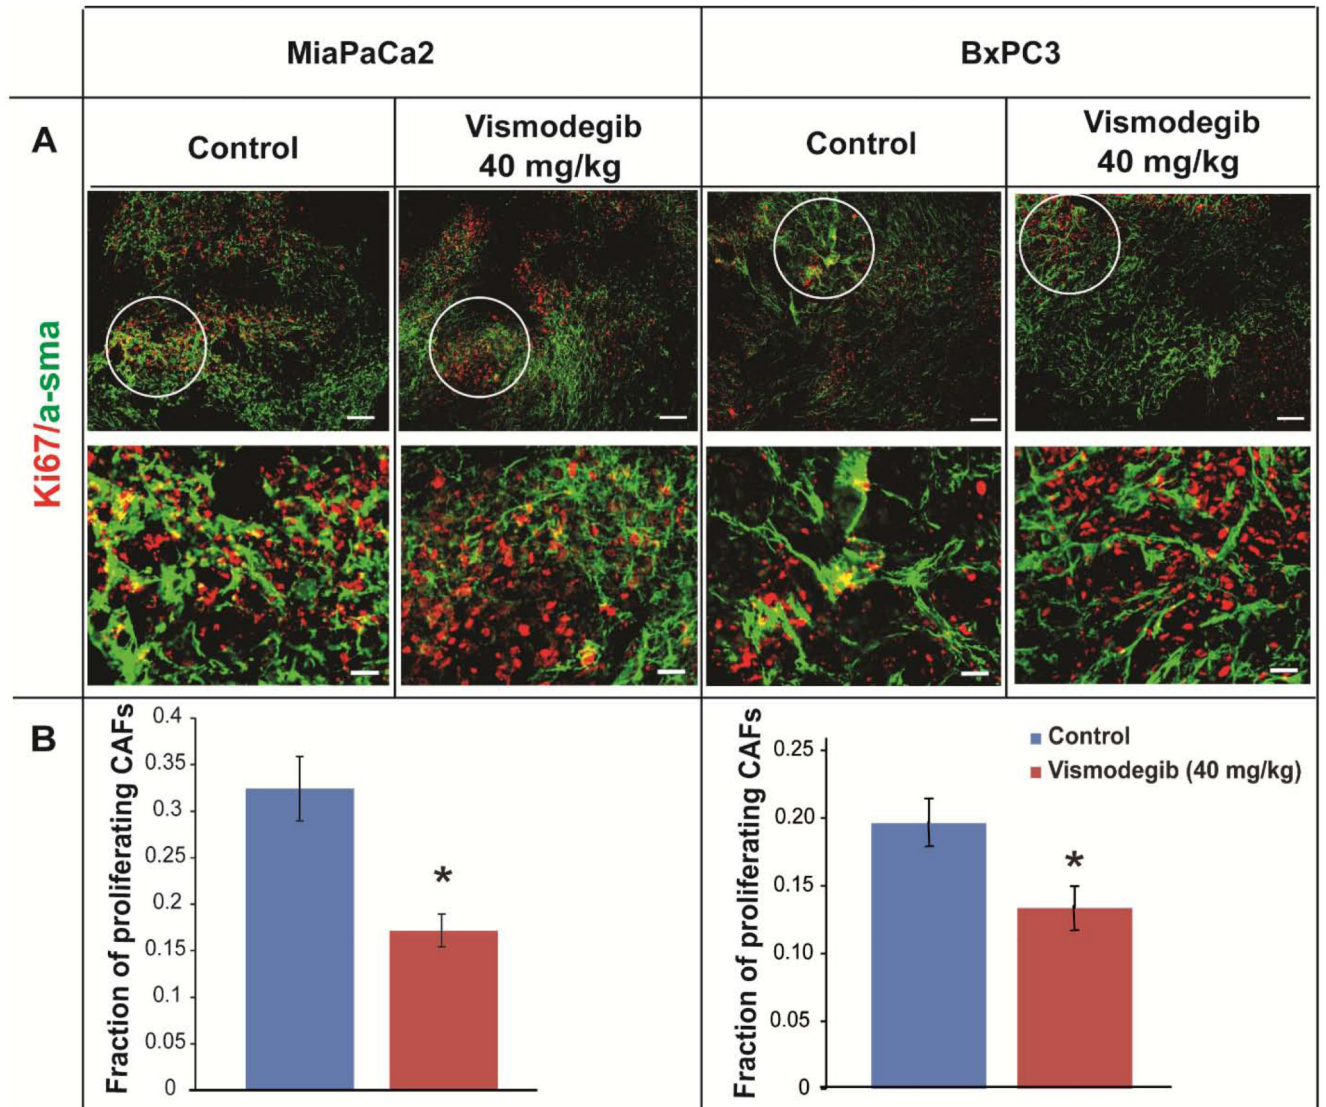 MiaPaCa2
BxPC3
A
Control
Vismodegib
40 mg/kg
Control
Vismodegib
40 mg/kg
Ki67/a-sma
B
Fraction of proliferating CAFs
0.4
0.35
0.3
0.25
0.2
0.15
0.1
0.05
0
*
Fraction of proliferating CAFs
0.25
0.20
0.15
0.10
0.05
0
*
Control
Vismodegib (40 mg/kg)